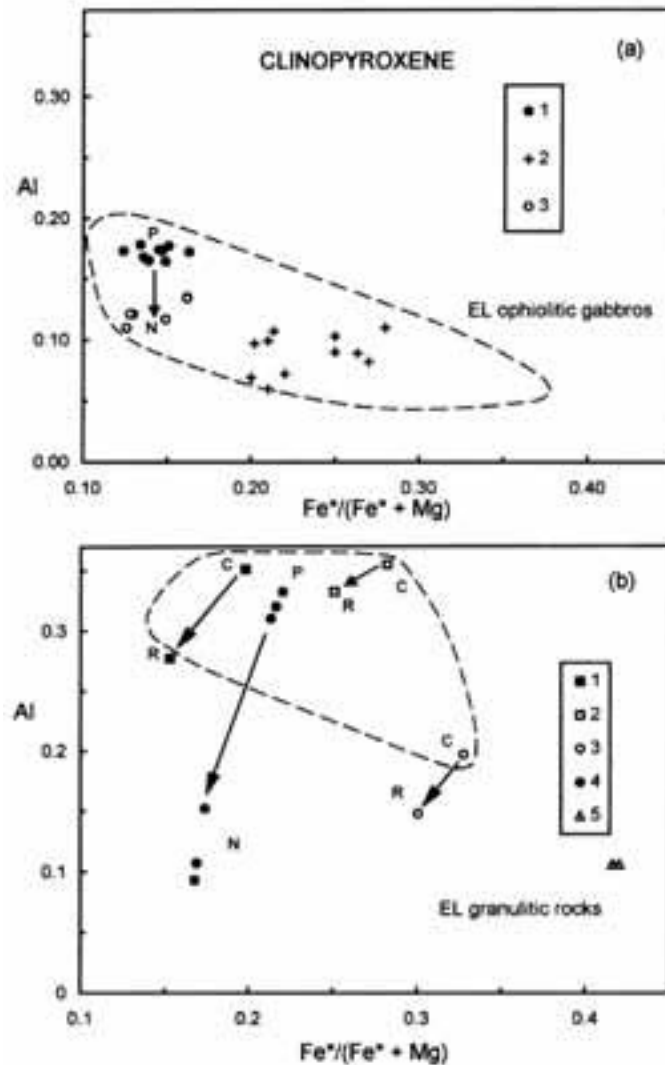 (a)
CLINOPYROXENE
1
2
3
0.30
Al
0.20
P
EL ophiolitic gabbros
0.10
N
0.00
0.10 0.20 0.30 0.40
Fe*/(Fe* + Mg)
(b)
C P
R C
0.3
R
1
2
3
4
5
Al
0.2
C
R
N
0.1
EL granulitic rocks
0
0.1 0.2 0.3 0.4
Fe*/(Fe* + Mg)